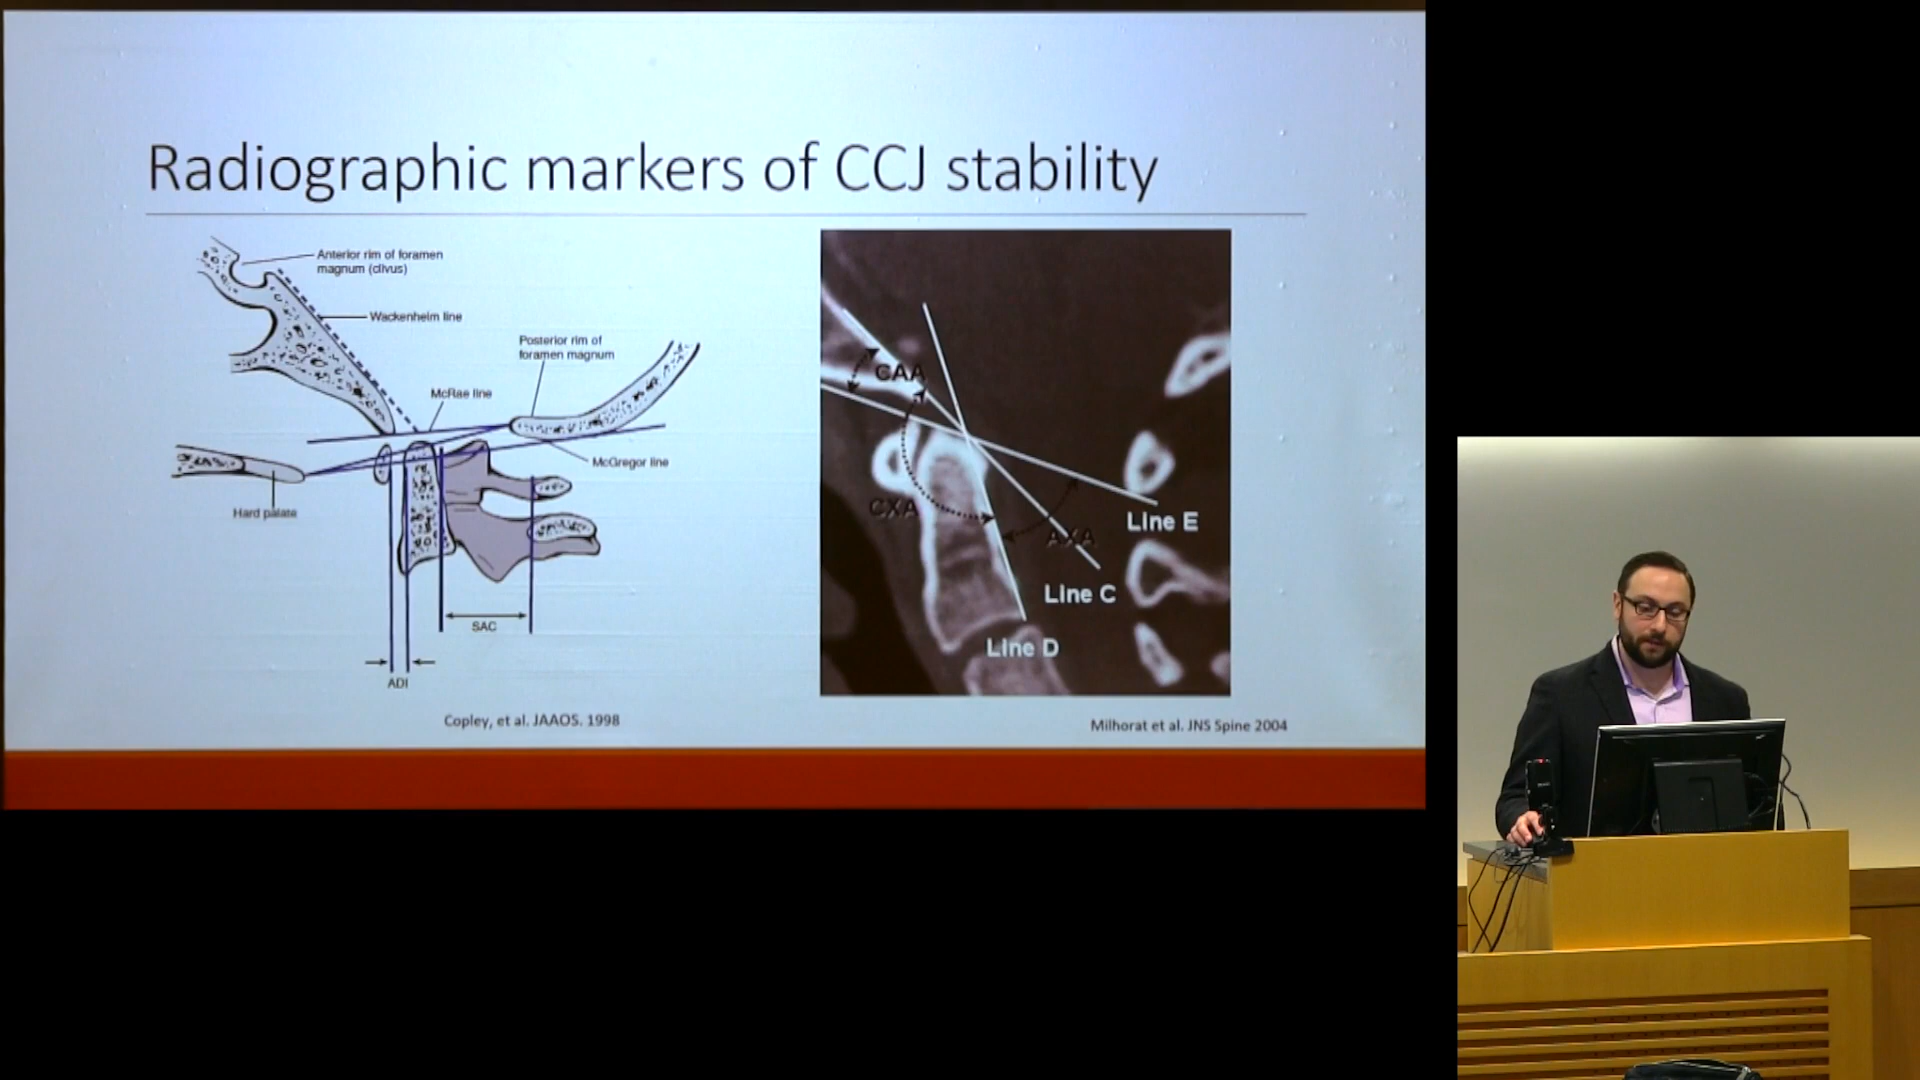 Radiographic markers of CCJ stability
Anterior rim of foramen
magnum (clivus)
Wackenheim line
Posterior rim of
foramen magnum
McRae line
McGregor line
Hard palate
SAC
ADI
Copley, et al. JAAOS. 1998
CAA
CXA
AXA
Line E
Line C
Line D
Milhorat et al. JNS Spine 2004